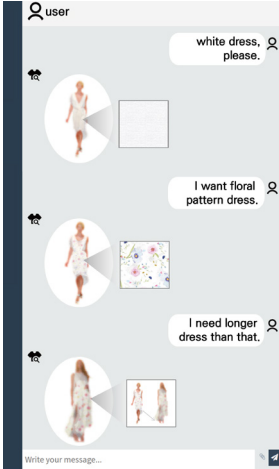 user
white dress,
please.
I want floral
pattern dress.
I need longer
dress than that.
Write your message...